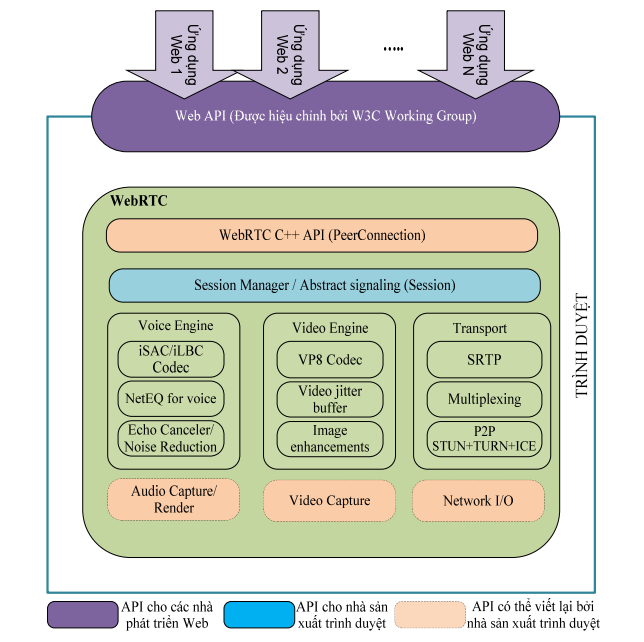 Ứng dụng
Web 1
Ứng dụng
Web 2
.....
Ứng dụng
Web N
Web API (Được hiệu chỉnh bởi W3C Working Group)
WebRTC
WebRTC C++ API (PeerConnection)
Session Manager / Abstract signaling (Session)
TRÌNH DUYỆT
Voice Engine
iSAC/iLBC
Codec
NetEQ for voice
Echo Canceler/
Noise Reduction
Video Engine
VP8 Codec
Video jitter
buffer
Image
enhancements
Transport
SRTP
Multiplexing
P2P
STUN+TURN+ICE
Audio Capture/
Render
Video Capture
Network I/O
API cho các nhà
phát triển Web
API cho nhà sản
xuất trình duyệt
API có thể viết lại bởi
nhà sản xuất trình duyệt